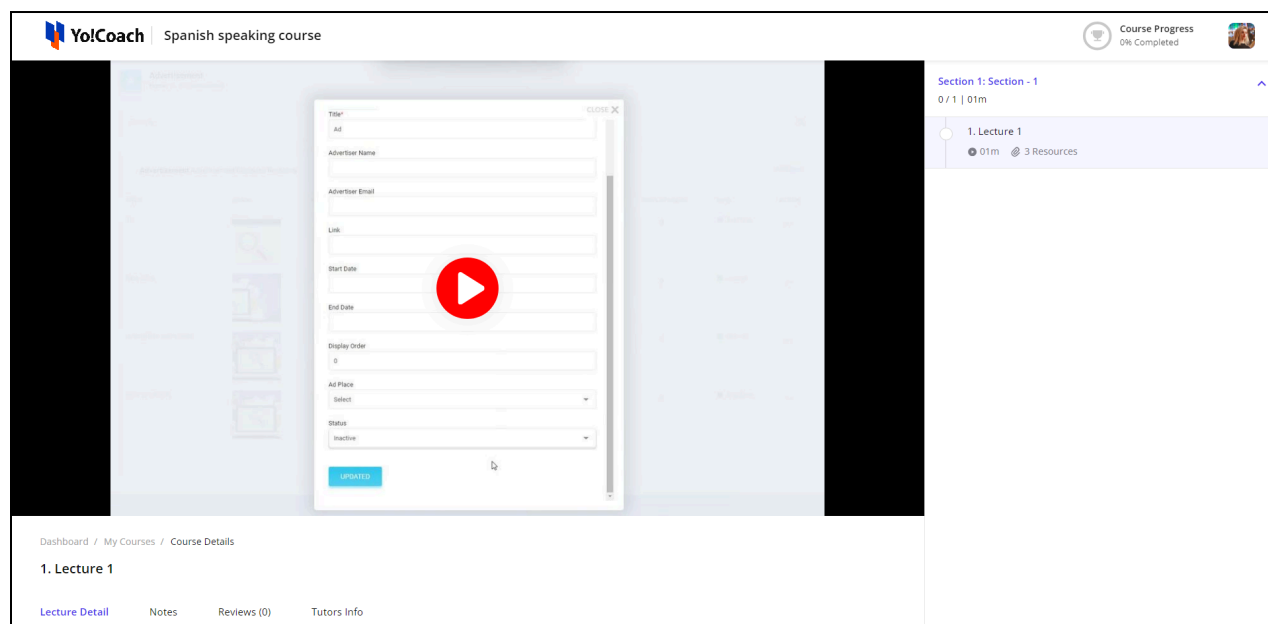 Yo!Coach
Spanish speaking course
Course Progress
0% Completed
CLOSE X
Title*
Ad
Advertiser Name
Advertiser Email
Link
Start Date
End Date
Display Order
0
Ad Place
Select
Status
Inactive
UPDATED
Section 1: Section - 1
0 / 1 | 01m
1. Lecture 1
01m 3 Resources
Dashboard / My Courses / Course Details
1. Lecture 1
Lecture Detail Notes Reviews (0) Tutors Info